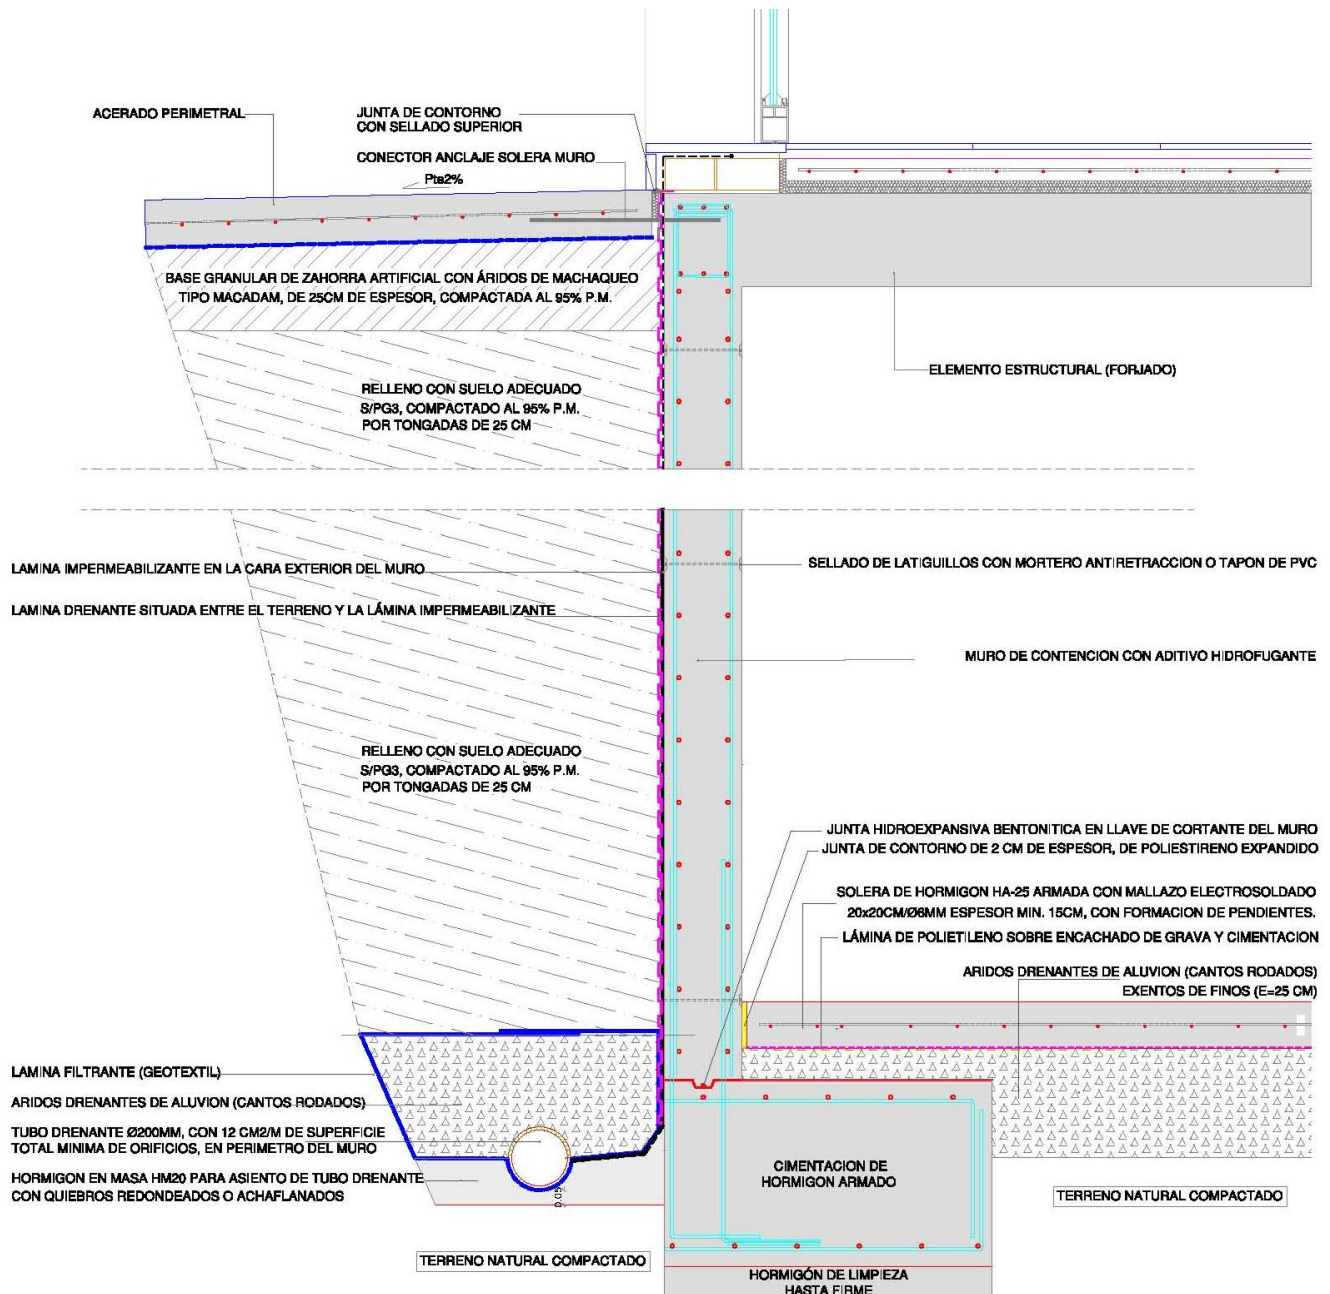 ACERADO PERIMETRAL
JUNTA DE CONTORNO
CON SELLADO SUPERIOR
CONECTOR ANCLAJE SOLERA MURO
Pte2%
BASE GRANULAR DE ZAHORRA ARTIFICIAL CON ÁRIDOS DE MACHAQUEO
TIPO MACADAM, DE 25CM DE ESPESOR, COMPACTADA AL 95% P.M.
ELEMENTO ESTRUCTURAL (FORJADO)
RELLENO CON SUELO ADECUADO
S/PG3, COMPACTADO AL 95% P.M.
POR TONGADAS DE 25 CM
LAMINA IMPERMEABILIZANTE EN LA CARA EXTERIOR DEL MURO
SELLADO DE LATIGUILLOS CON MORTERO ANTIRETRACCION O TAPON DE PVC
LAMINA DRENANTE SITUADA ENTRE EL TERRENO Y LA LÁMINA IMPERMEABILIZANTE
MURO DE CONTENCION CON ADITIVO HIDROFUGANTE
RELLENO CON SUELO ADECUADO
S/PG3, COMPACTADO AL 95% P.M.
POR TONGADAS DE 25 CM
JUNTA HIDROEXPANSIVA BENTONITICA EN LLAVE DE CORTANTE DEL MURO
JUNTA DE CONTORNO DE 2 CM DE ESPESOR, DE POLIESTIRENO EXPANDIDO
SOLERA DE HORMIGON HA-25 ARMADA CON MALLAZO ELECTROSOLDADO
20x20CM/Ø6MM ESPESOR MIN. 15CM, CON FORMACION DE PENDIENTES.
LÁMINA DE POLIETILENO SOBRE ENCACHADO DE GRAVA Y CIMENTACION
ARIDOS DRENANTES DE ALUVION (CANTOS RODADOS)
EXENTOS DE FINOS (E=25 CM)
LAMINA FILTRANTE (GEOTEXTIL)
ARIDOS DRENANTES DE ALUVION (CANTOS RODADOS)
TUBO DRENANTE Ø200MM, CON 12 CM2/M DE SUPERFICIE
TOTAL MINIMA DE ORIFICIOS, EN PERIMETRO DEL MURO
HORMIGON EN MASA HM20 PARA ASIENTO DE TUBO DRENANTE
CON QUIEBROS REDONDEADOS O ACHAFLANADOS
0.05
CIMENTACION DE
HORMIGON ARMADO
TERRENO NATURAL COMPACTADO
TERRENO NATURAL COMPACTADO
HORMIGÓN DE LIMPIEZA
HASTA FIRME